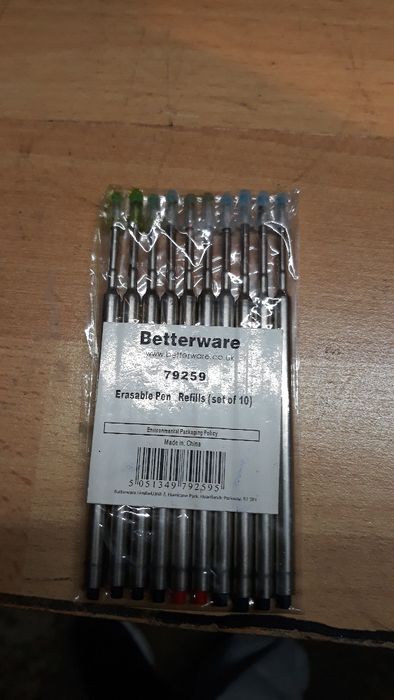 Betterware
www.betterware.co.uk
79259
Erasable Pen Refills (set of 10)
Environmental Packaging Policy
Made in China
5 051349 792595